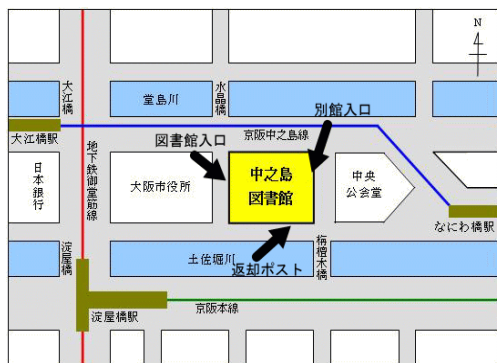 N
大江橋
堂島川
水晶橋
別館入口
大江橋駅
京阪中之島線
図書館入口
地下鉄御堂筋線
日本銀行
大阪市役所
中之島
図書館
中央
公会堂
なにわ橋駅
淀屋橋
土佐堀川
栴檀木橋
返却ポスト
淀屋橋駅
京阪本線